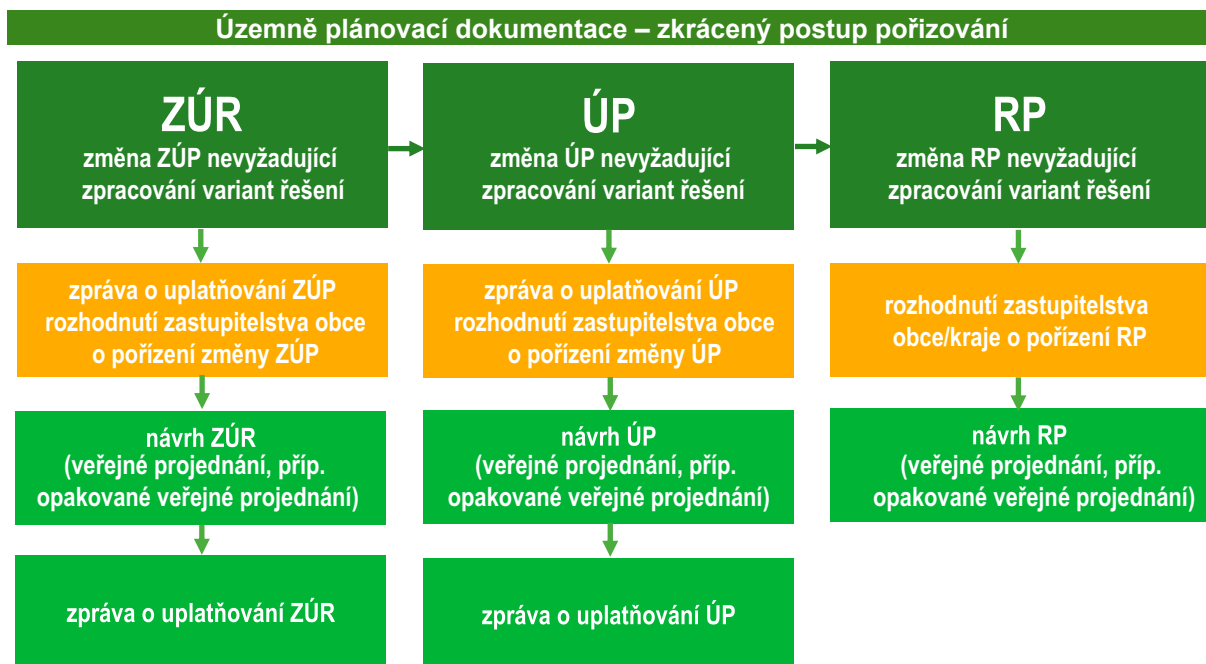 Územně plánovací dokumentace – zkrácený postup pořizování
ZÚR
změna ZÚP nevyžadující
zpracování variant řešení
ÚP
změna ÚP nevyžadující
zpracování variant řešení
RP
změna RP nevyžadující
zpracování variant řešení
zpráva o uplatňování ZÚP
rozhodnutí zastupitelstva obce
o pořízení změny ZÚP
zpráva o uplatňování ÚP
rozhodnutí zastupitelstva obce
o pořízení změny ÚP
rozhodnutí zastupitelstva
obce/kraje o pořízení RP
návrh ZÚR
(veřejné projednání, příp.
opakované veřejné projednání)
návrh ÚP
(veřejné projednání, příp.
opakované veřejné projednání)
návrh RP
(veřejné projednání, příp.
opakované veřejné projednání)
zpráva o uplatňování ZÚR
zpráva o uplatňování ÚP